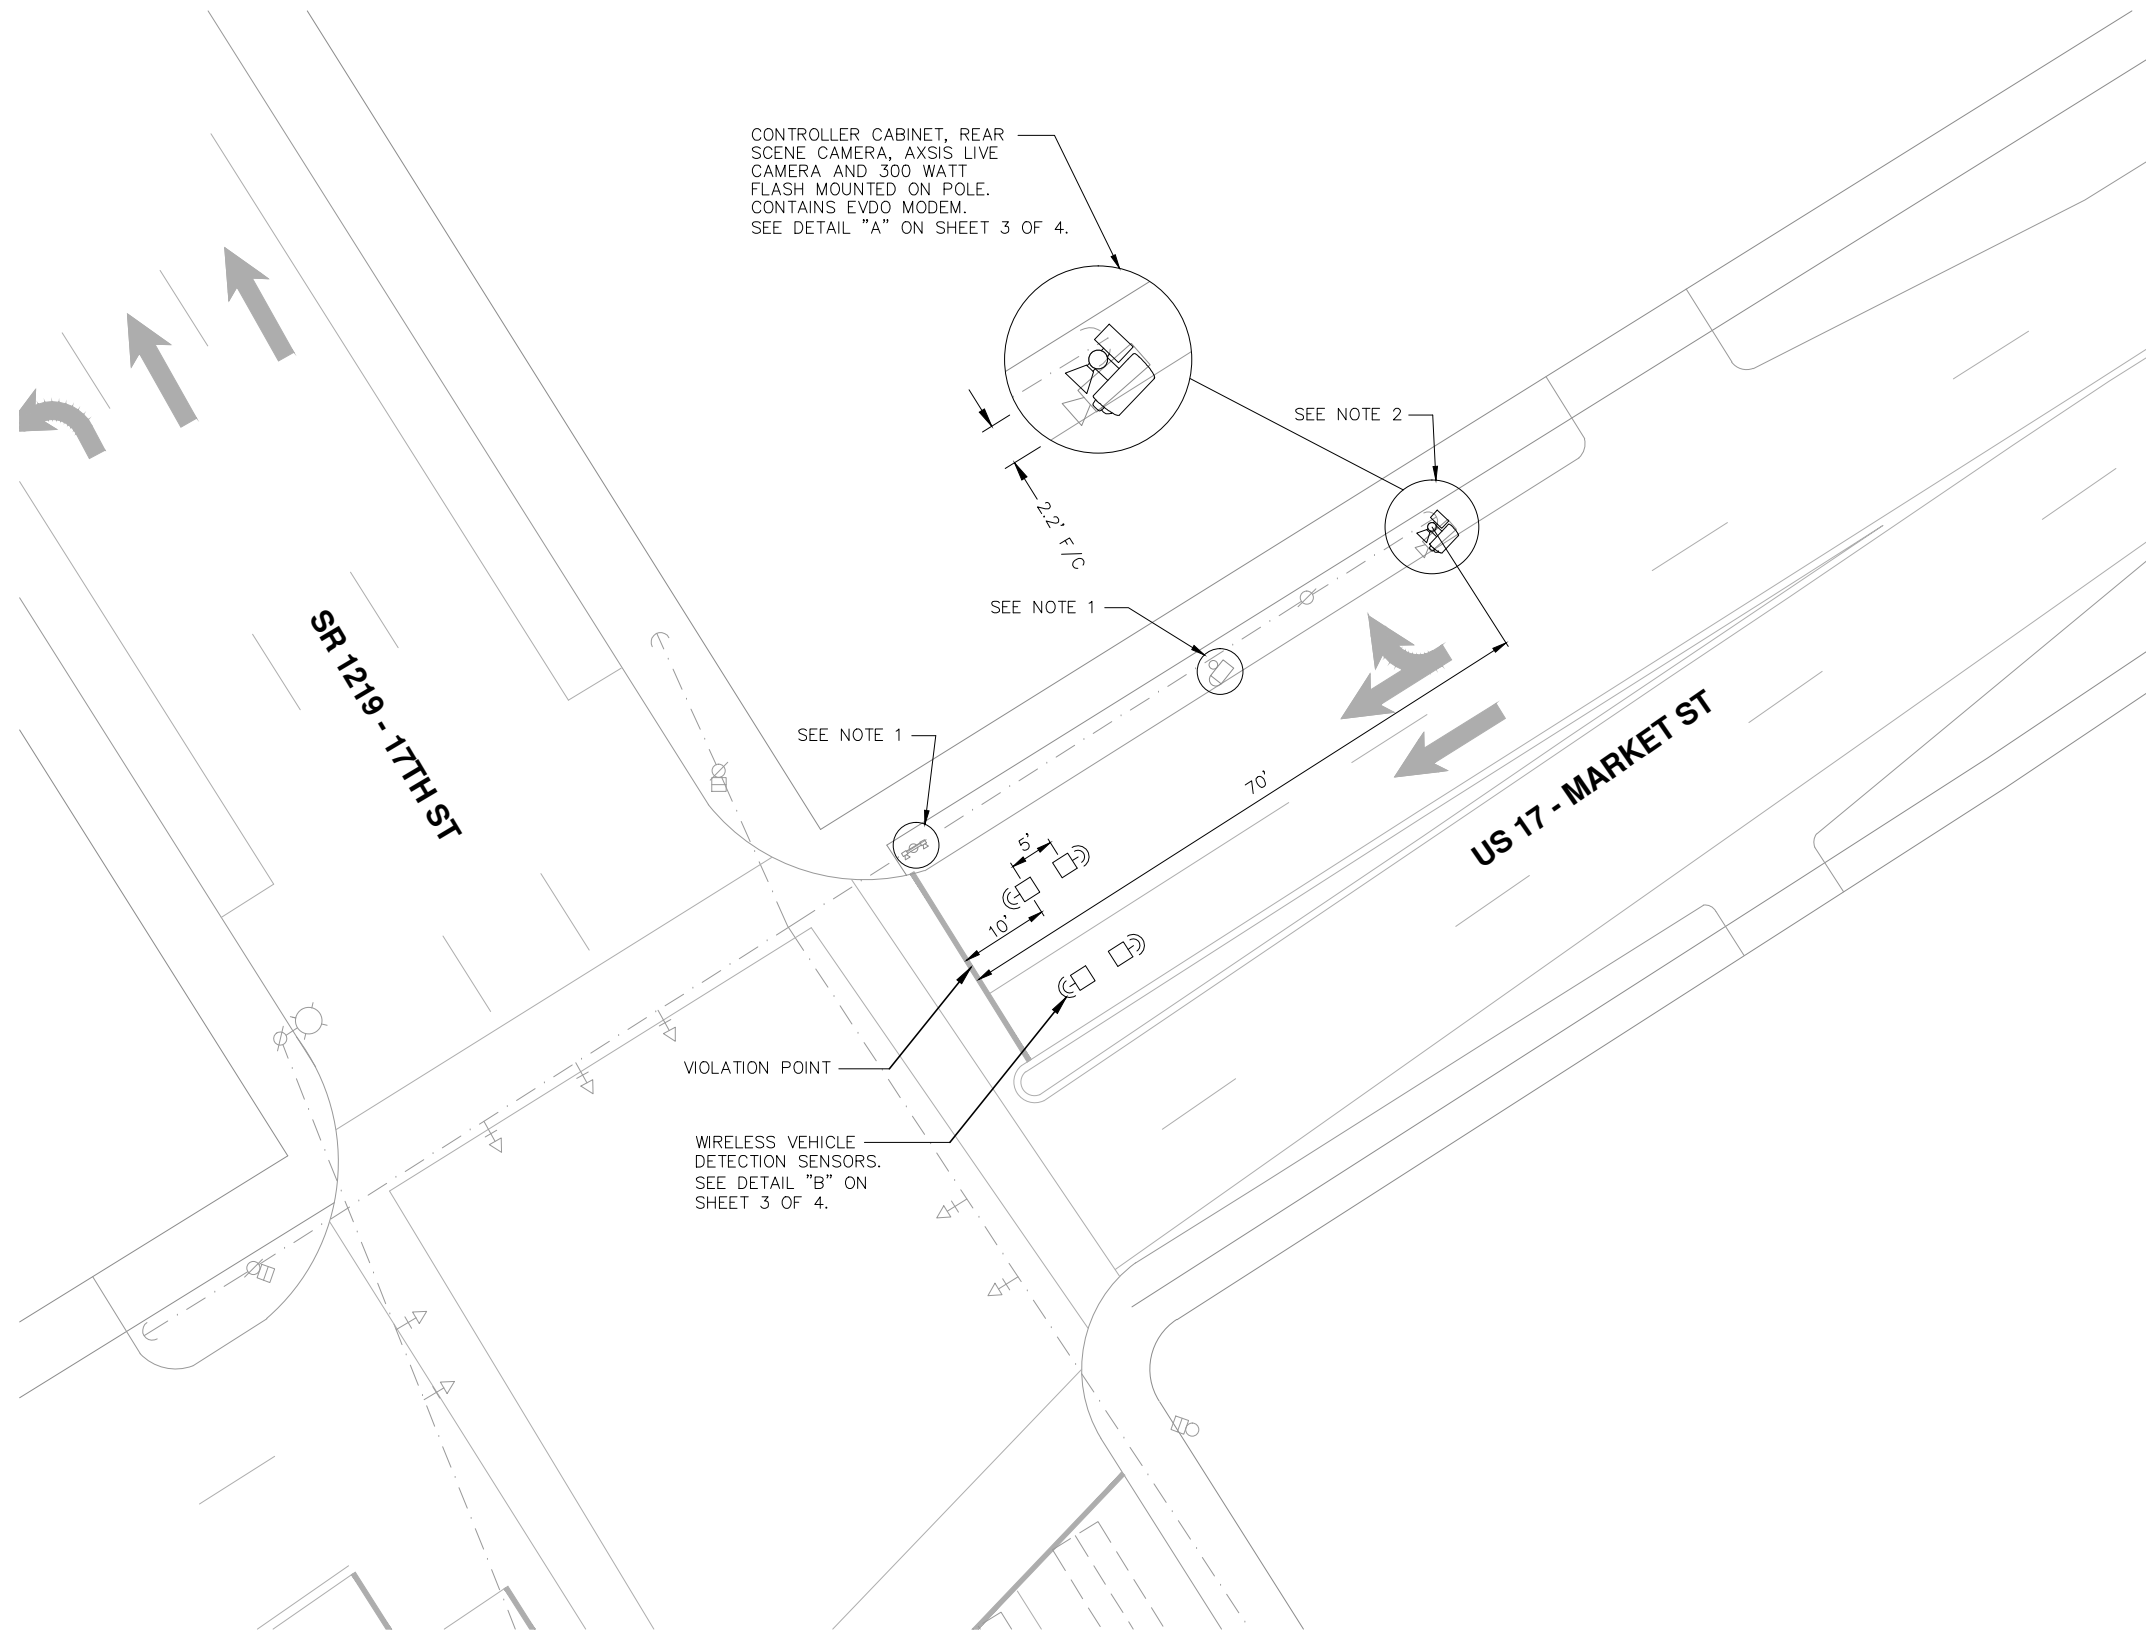 CONTROLLER CABINET, REAR
SCENE CAMERA, AXSIS LIVE
CAMERA AND 300 WATT
FLASH MOUNTED ON POLE.
CONTAINS EVDO MODEM.
SEE DETAIL "A" ON SHEET 3 OF 4.
SEE NOTE 2
2.2' F/C
SEE NOTE 1
SR 1219 - 17TH ST
SEE NOTE 1
70'
US 17 - MARKET ST
5'
10'
VIOLATION POINT
WIRELESS VEHICLE
DETECTION SENSORS.
SEE DETAIL "B" ON
SHEET 3 OF 4.